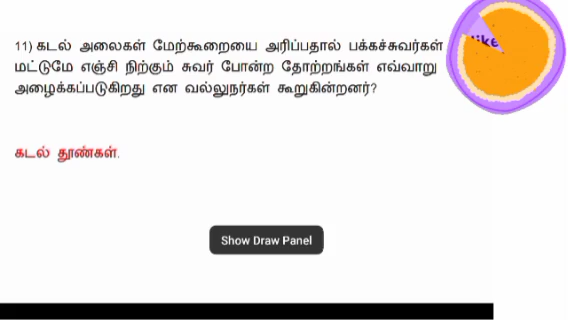 11) கடல் அலைகள் மேற்கூறையை அரிப்பதால் பக்கச்சுவர்கள்
மட்டுமே எஞ்சி நிற்கும் சுவர் போன்ற தோற்றங்கள் எவ்வாறு
அழைக்கப்படுகிறது என வல்லுநர்கள் கூறுகின்றனர்?
like
கடல் தூண்கள்.
Show Draw Panel